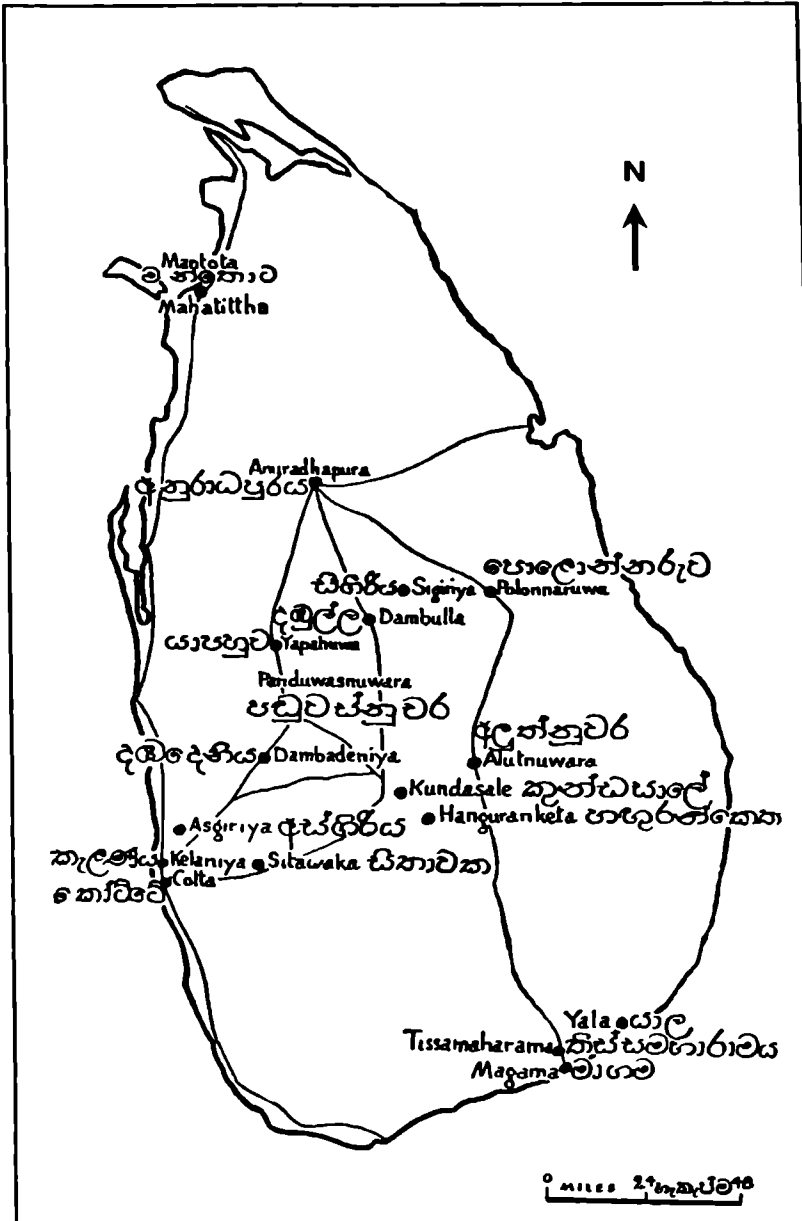 N
Mantota
මන්තොට
Mahatittha
Anuradhapura
අනුරාධපුරය
පොලොන්නරුව
සිගිරිය Sigiriya Polonnaruwa
දඹුල්ල Dambulla
යාපහුව Yapahuwa
Panduwasnuwara
පඬුවස්නුවර
අලුත්නුවර
දඹදෙනිය Dambadeniya Alutnuwara
Kundasale කුන්ඩසාලේ
Hanguranketa හඟුරන්කෙත
Asgiriya අස්ගිරිය
කැලණිය Kelaniya Sitawaka සිතාවක
Cotta
කෝට්ටේ
Yala යාල
Tissamaharama තිස්සමහාරාමය
Magama මාගම
0 MILES 24 48